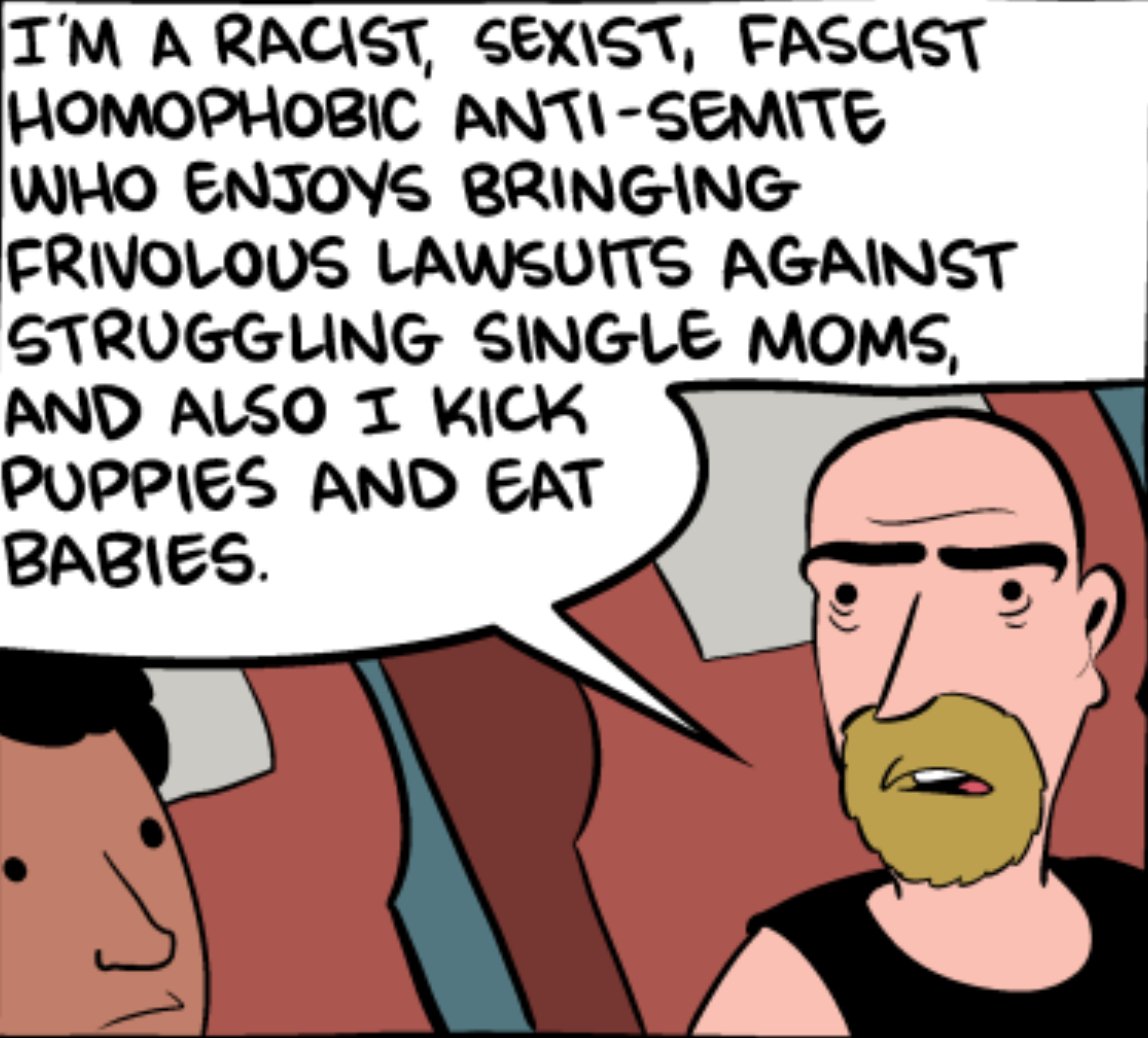 I'M A RACIST, SEXIST, FASCIST
HOMOPHOBIC ANTI-SEMITE
WHO ENJOYS BRINGING
FRIVOLOUS LAWSUITS AGAINST
STRUGGLING SINGLE MOMS,
AND ALSO I KICK
PUPPIES AND EAT
BABIES.